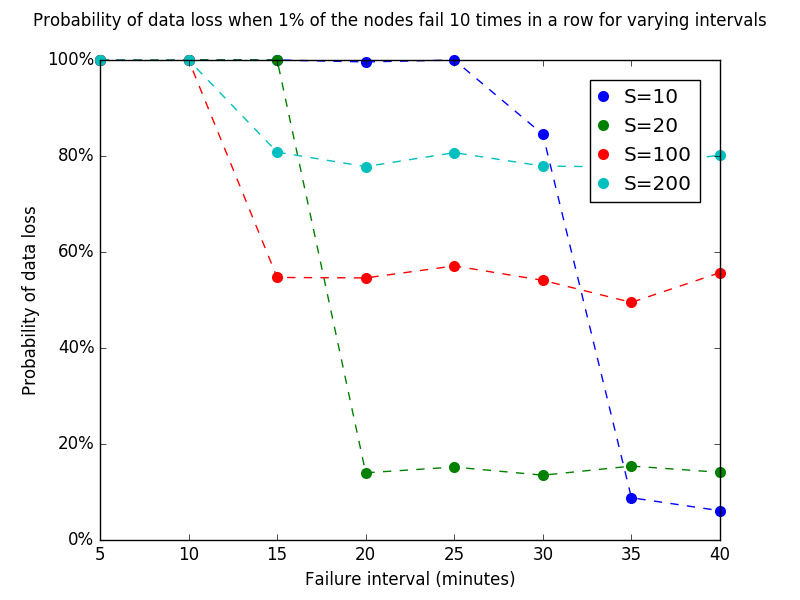 Probability of data loss when 1% of the nodes fail 10 times in a row for varying intervals
100%
80%
60%
40%
20%
0%
Probability of data loss
S=10
S=20
S=100
S=200
5 10 15 20 25 30 35 40
Failure interval (minutes)